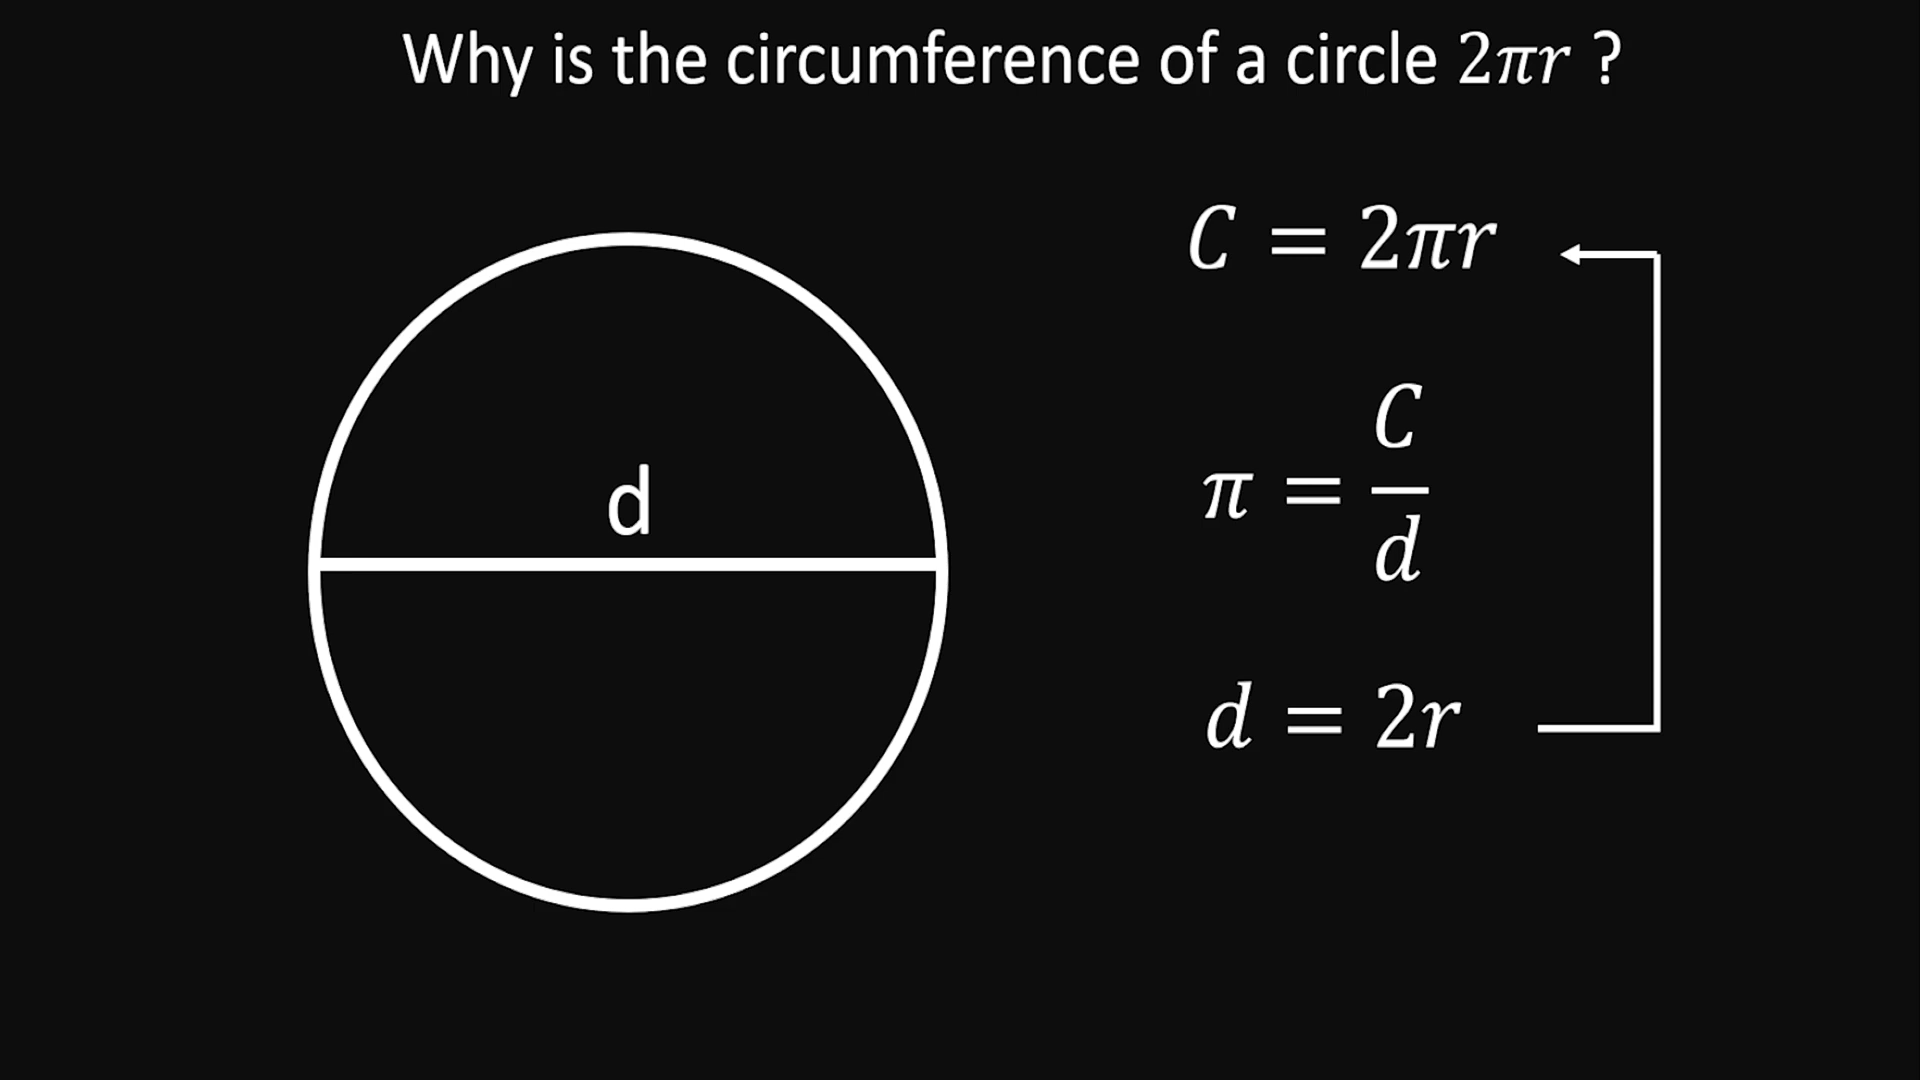 Why is the circumference of a circle 2πr ?
C = 2πr
π = C/d
d
d = 2r